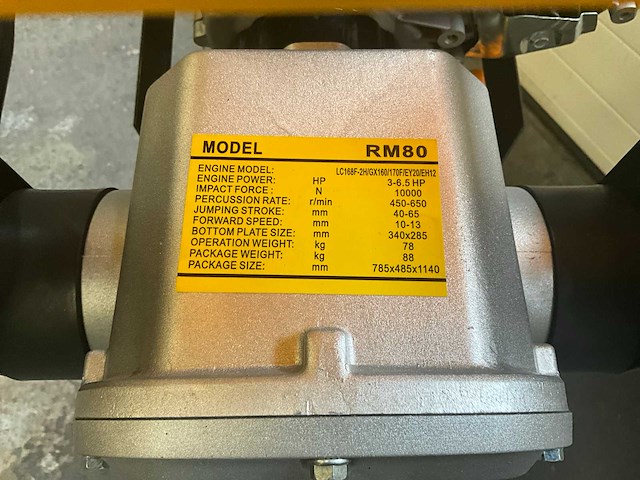 MODEL RM80
ENGINE MODEL: LC168F-2H/GX160/170F/EY20/EH12
ENGINE POWER: HP 3-6.5 HP
IMPACT FORCE : N 10000
PERCUSSION RATE: r/min 450-650
JUMPING STROKE: mm 40-65
FORWARD SPEED: mm 10-13
BOTTOM PLATE SIZE: mm 340x285
OPERATION WEIGHT: kg 78
PACKAGE WEIGHT: kg 88
PACKAGE SIZE: mm 785x485x1140